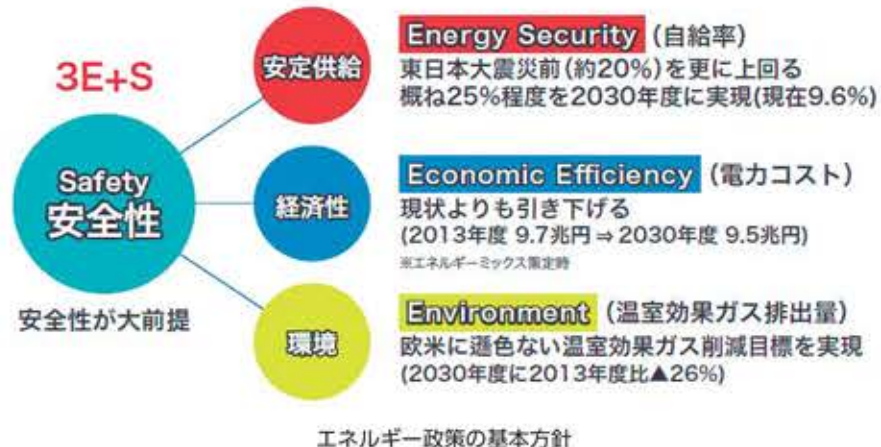 3E+S
Safety
安全性
安全性が大前提
安定供給
Energy Security (自給率)
東日本大震災前(約20%)を更に上回る
概ね25%程度を2030年度に実現(現在9.6%)
経済性
Economic Efficiency (電力コスト)
現状よりも引き下げる
(2013年度 9.7兆円⇒2030年度 9.5兆円)
※エネルギーミックス策定時
環境
Environment (温室効果ガス排出量)
欧米に遜色ない温室効果ガス削減目標を実現
(2030年度に2013年度比▲26%)
エネルギー政策の基本方針